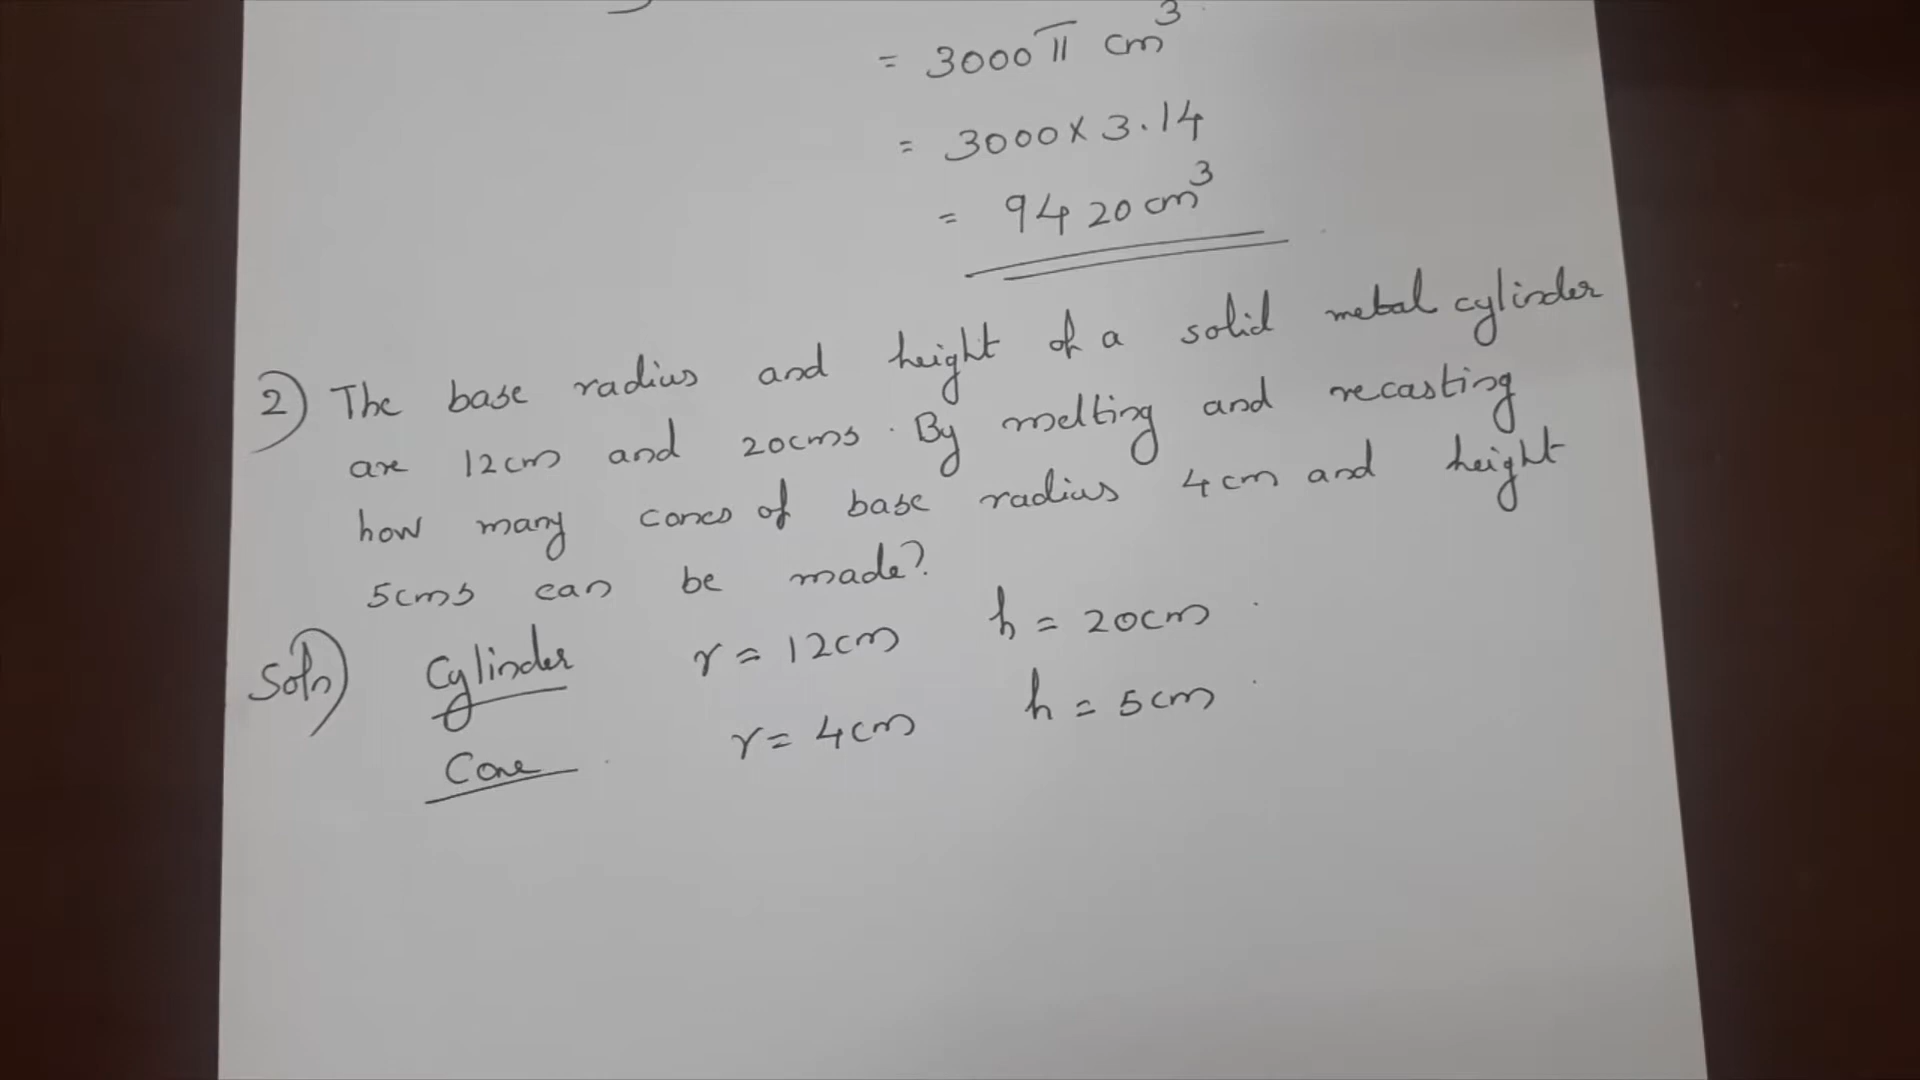 = 3000 π cm³
= 3000 × 3.14
= 9420 cm³
2) The base radius and height of a solid metal cylinder
are 12cm and 20cms. By melting and recasting
how many cones of base radius 4cm and height
5cms can be made?
Soln) Cylinder r = 12cm h = 20cm
Cone r = 4cm h = 5cm